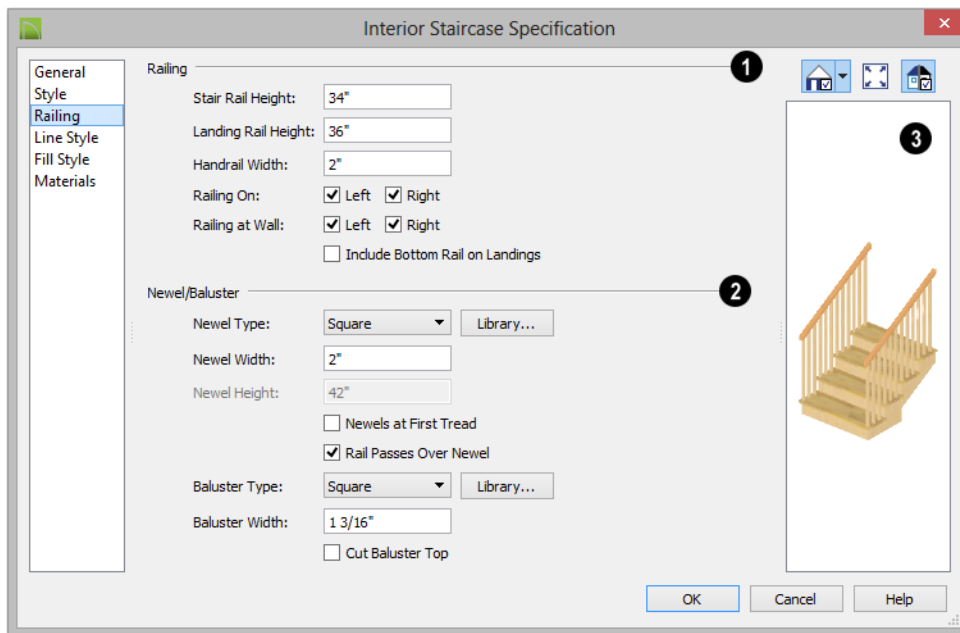 Interior Staircase Specification
General
Style
Railing
Line Style
Fill Style
Materials
Railing 1
Stair Rail Height: 34"
Landing Rail Height: 36"
Handrail Width: 2"
Railing On: Left Right
Railing at Wall: Left Right
Include Bottom Rail on Landings
Newel/Baluster 2
Newel Type: Square Library...
Newel Width: 2"
Newel Height: 42"
Newels at First Tread
Rail Passes Over Newel
Baluster Type: Square Library...
Baluster Width: 1 3/16"
Cut Baluster Top
3
OK Cancel Help